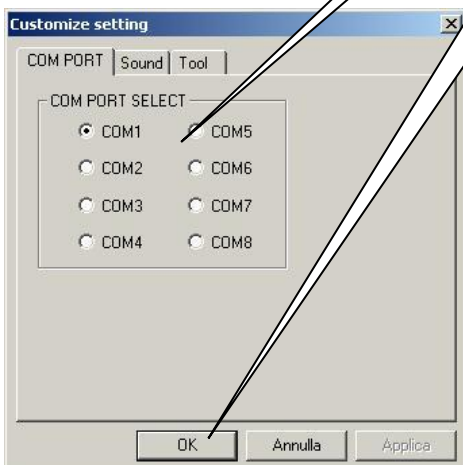 Customize setting
COM PORT Sound Tool
COM PORT SELECT
COM1 COM5
COM2 COM6
COM3 COM7
COM4 COM8
OK Annulla Applica